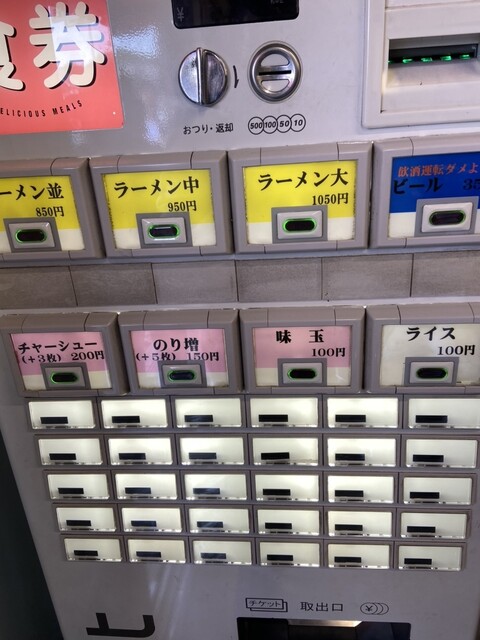 食券
DELICIOUS MEALS
¥
おつり・返却
500 100 50 10
ーメン並
850円
ラーメン中
950円
ラーメン大
1050円
飲酒運転ダメよ
ビール 35
チャーシュー
(+3枚) 200円
のり増
(+5枚) 150円
味玉
100円
ライス
100円
チケット 取出口 ¥